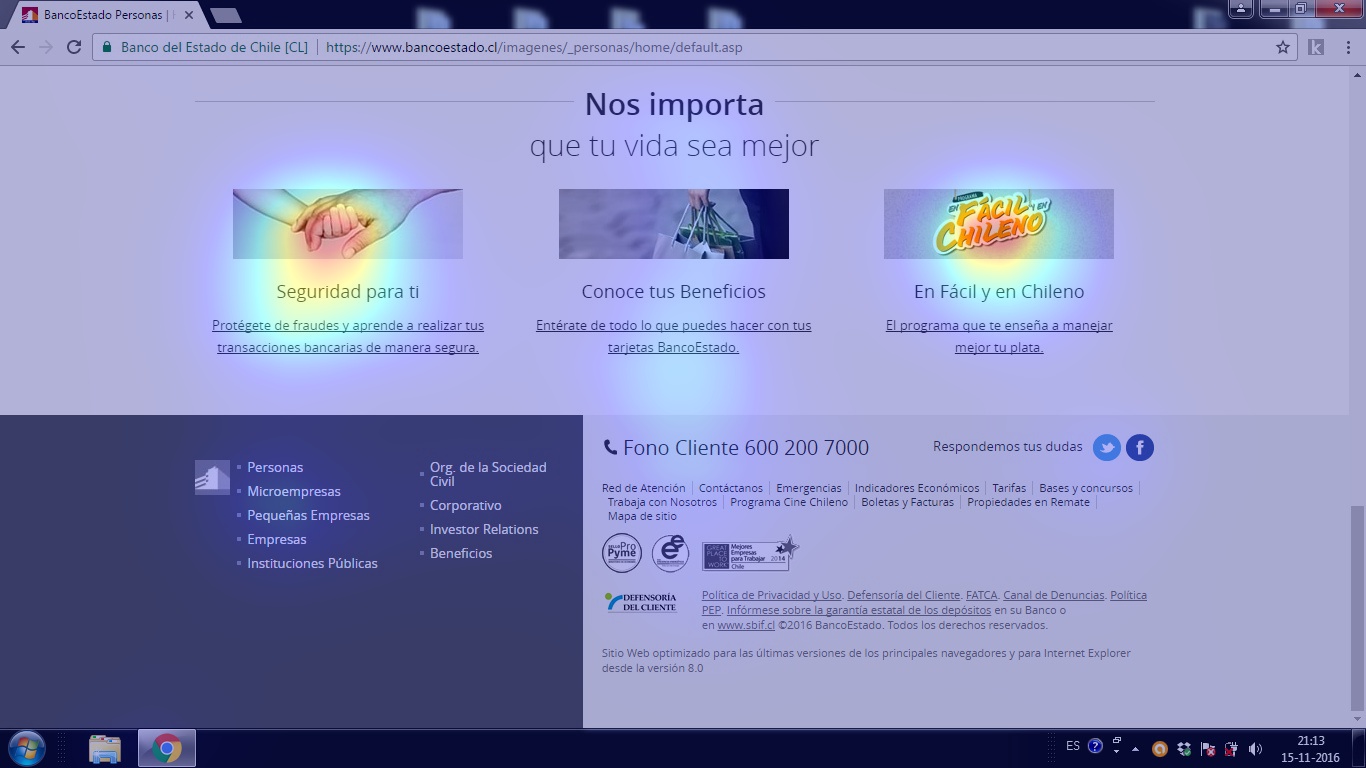 BancoEstado Personas |
Banco del Estado de Chile [CL] https://www.bancoestado.cl/imagenes/_personas/home/default.asp
Nos importa
que tu vida sea mejor
PROGRAMA
EN FÁCIL Y EN
CHILENO
Seguridad para ti
Protégete de fraudes y aprende a realizar tus
transacciones bancarias de manera segura.
Conoce tus Beneficios
Entérate de todo lo que puedes hacer con tus
tarjetas BancoEstado.
En Fácil y en Chileno
El programa que te enseña a manejar
mejor tu plata.
Personas
Microempresas
Pequeñas Empresas
Empresas
Instituciones Públicas
Org. de la Sociedad
Civil
Corporativo
Investor Relations
Beneficios
Fono Cliente 600 200 7000
Respondemos tus dudas
Red de Atención Contáctanos Emergencias Indicadores Económicos Tarifas Bases y concursos
Trabaja con Nosotros Programa Cine Chileno Boletas y Facturas Propiedades en Remate
Mapa de sitio
Pro
Pyme
GREAT
PLACE
TO
WORK
Mejores
Empresas
para Trabajar
2014
Chile
DEFENSORÍA
DEL CLIENTE
Política de Privacidad y Uso. Defensoría del Cliente. FATCA. Canal de Denuncias. Política
PEP. Infórmese sobre la garantía estatal de los depósitos en su Banco o
en www.sbif.cl ©2016 BancoEstado. Todos los derechos reservados.
Sitio Web optimizado para las últimas versiones de los principales navegadores y para Internet Explorer
desde la versión 8.0
ES
21:13
15-11-2016